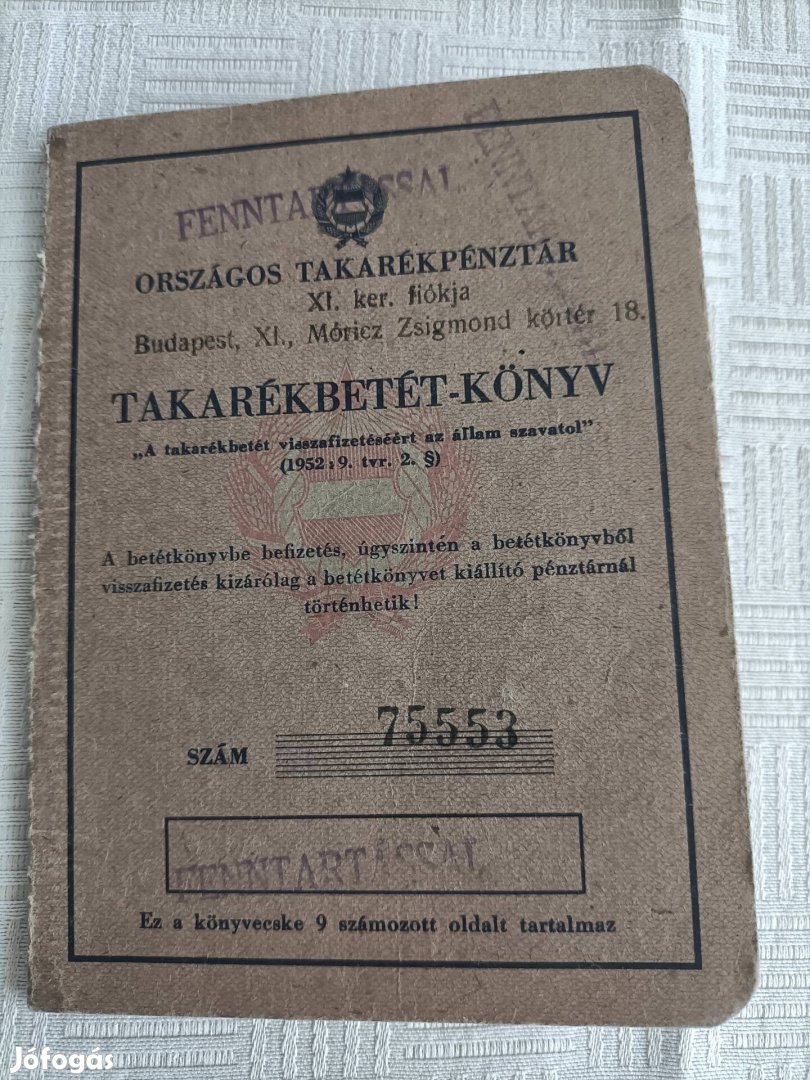 FENNTARTÁSSAL
FENNTARTÁSSAL
ORSZÁGOS TAKARÉKPÉNZTÁR
XI. ker. fiókja
Budapest, XI., Móricz Zsigmond körtér 18.
TAKARÉKBETÉT-KÖNYV
„A takarékbetét visszafizetéséért az állam szavatol”
(1952: 9. tvr. 2. §)
A betétkönyvbe befizetés, úgyszintén a betétkönyvből
visszafizetés kizárólag a betétkönyvet kiállító pénztárnál
történhetik!
SZÁM 75553
FENNTARTÁSSAL
Ez a könyvecske 9 számozott oldalt tartalmaz
Jófogás